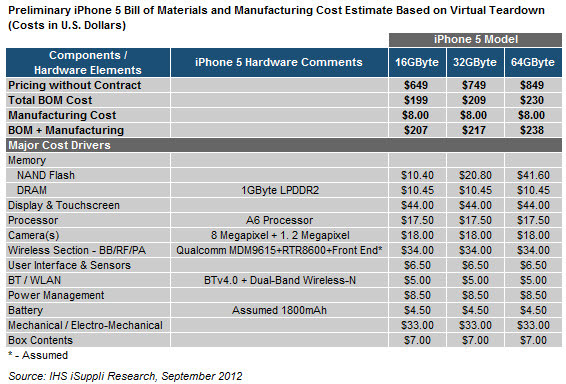 Preliminary iPhone 5 Bill of Materials and Manufacturing Cost Estimate Based on Virtual Teardown
(Costs in U.S. Dollars)
iPhone 5 Model
Components / Hardware Elements iPhone 5 Hardware Comments 16GByte 32GByte 64GByte
Pricing without Contract $649 $749 $849
Total BOM Cost $199 $209 $230
Manufacturing Cost $8.00 $8.00 $8.00
BOM + Manufacturing $207 $217 $238
Major Cost Drivers
Memory
NAND Flash $10.40 $20.80 $41.60
DRAM 1GByte LPDDR2 $10.45 $10.45 $10.45
Display & Touchscreen $44.00 $44.00 $44.00
Processor A6 Processor $17.50 $17.50 $17.50
Camera(s) 8 Megapixel + 1. 2 Megapixel $18.00 $18.00 $18.00
Wireless Section - BB/RF/PA Qualcomm MDM9615+RTR8600+Front End* $34.00 $34.00 $34.00
User Interface & Sensors $6.50 $6.50 $6.50
BT / WLAN BTv4.0 + Dual-Band Wireless-N $5.00 $5.00 $5.00
Power Management $8.50 $8.50 $8.50
Battery Assumed 1800mAh $4.50 $4.50 $4.50
Mechanical / Electro-Mechanical $33.00 $33.00 $33.00
Box Contents $7.00 $7.00 $7.00
* - Assumed
Source: IHS iSuppli Research, September 2012